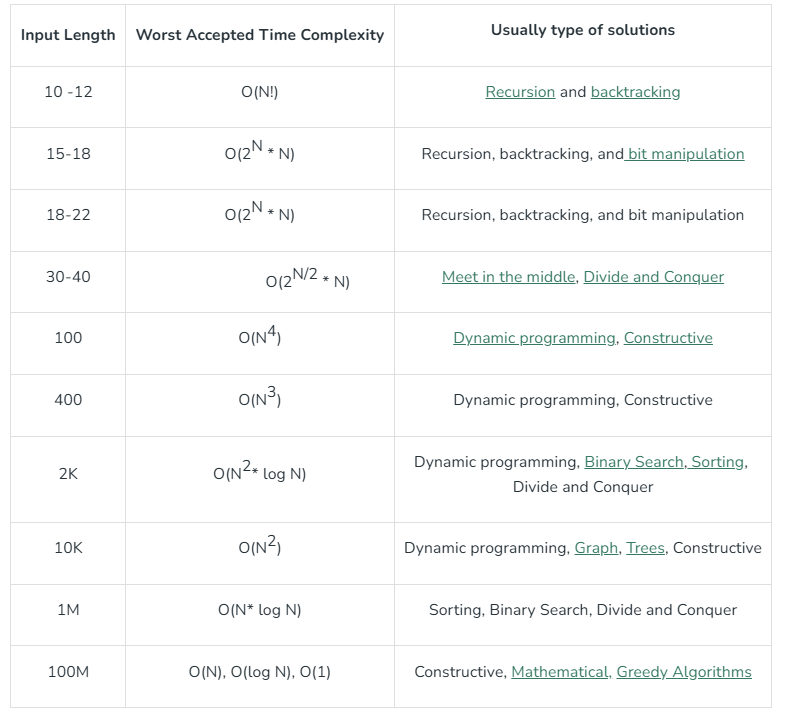 Input Length Worst Accepted Time Complexity Usually type of solutions
10 -12 O(N!) Recursion and backtracking
15-18 O(2^N * N) Recursion, backtracking, and bit manipulation
18-22 O(2^N * N) Recursion, backtracking, and bit manipulation
30-40 O(2^N/2 * N) Meet in the middle, Divide and Conquer
100 O(N^4) Dynamic programming, Constructive
400 O(N^3) Dynamic programming, Constructive
2K O(N^2* log N) Dynamic programming, Binary Search, Sorting,
Divide and Conquer
10K O(N^2) Dynamic programming, Graph, Trees, Constructive
1M O(N* log N) Sorting, Binary Search, Divide and Conquer
100M O(N), O(log N), O(1) Constructive, Mathematical, Greedy Algorithms